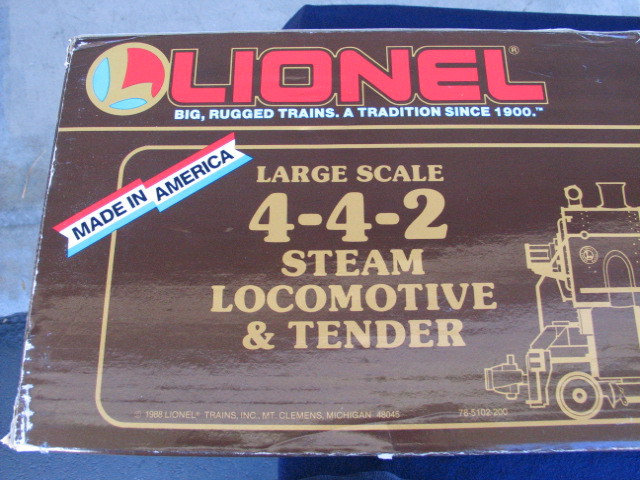 LIONEL®
BIG, RUGGED TRAINS. A TRADITION SINCE 1900.™
MADE IN AMERICA
LARGE SCALE
4-4-2
STEAM
LOCOMOTIVE
& TENDER
© 1988 LIONEL® TRAINS, INC. MT. CLEMENS, MICHIGAN 48045
78-5102-200